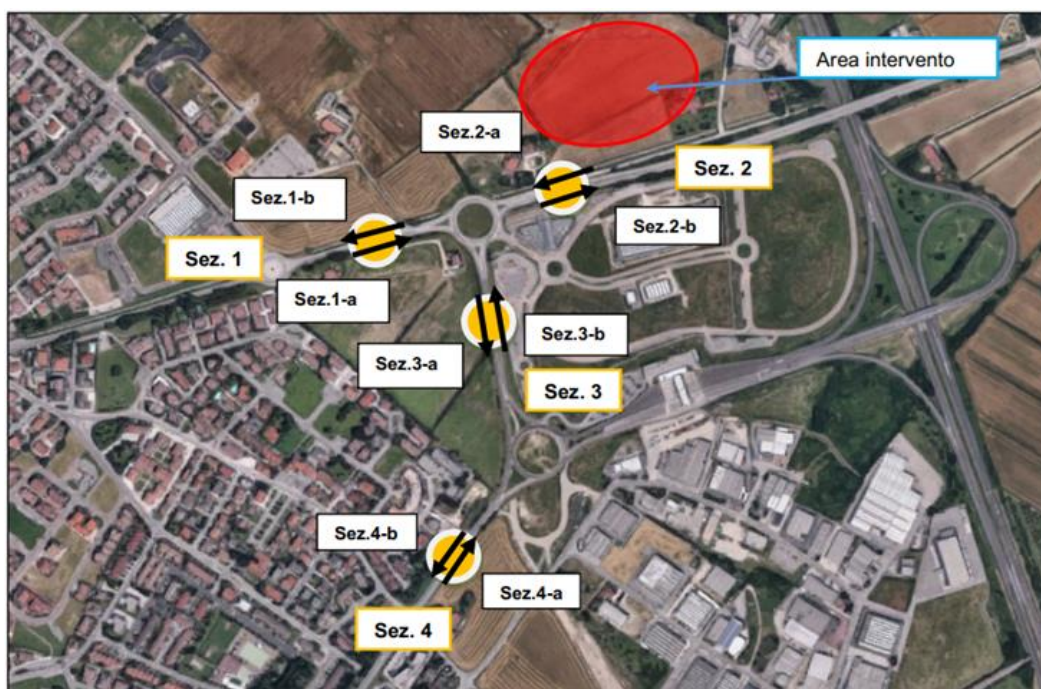 Area intervento
Sez.2-a
Sez. 2
Sez.1-b
Sez.2-b
Sez. 1
Sez.1-a
Sez.3-b
Sez.3-a
Sez. 3
Sez.4-b
Sez.4-a
Sez. 4